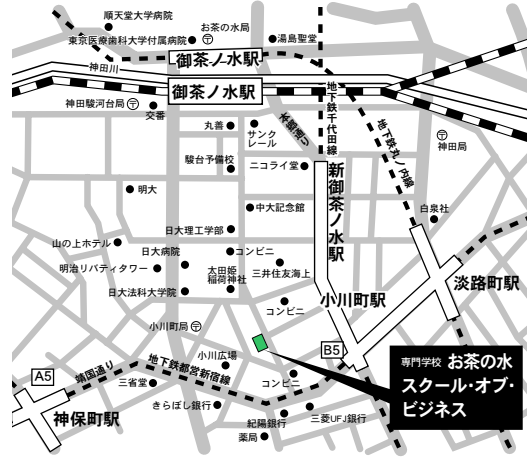 順天堂大学病院
お茶の水局
東京医療歯科大学付属病院
湯島聖堂
御茶ノ水駅
神田川
御茶ノ水駅
地下鉄千代田線
神田駿河台局
交番
丸善
サンク
レール
本郷通り
地下鉄丸ノ内線
神田局
駿台予備校
ニコライ堂
新御茶ノ水駅
明大
中大記念館
白泉社
日大理工学部
山の上ホテル
日大病院
コンビニ
明治リバティタワー
太田姫
稲荷神社
三井住友海上
淡路町駅
日大法科大学院
小川町駅
コンビニ
小川町局
B5
小川広場
専門学校 お茶の水
スクール・オブ・
ビジネス
靖国通り
地下鉄都営新宿線
A5
三省堂
コンビニ
神保町駅
きらぼし銀行
紀陽銀行
三菱UFJ銀行
薬局